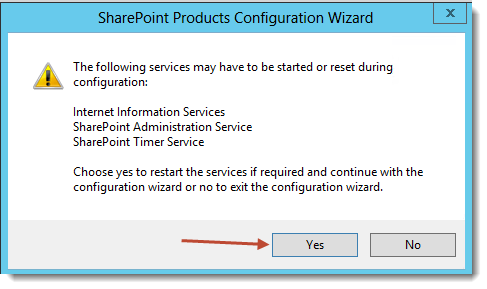 SharePoint Products Configuration Wizard
x
The following services may have to be started or reset during
configuration:
Internet Information Services
SharePoint Administration Service
SharePoint Timer Service
Choose yes to restart the services if required and continue with the
configuration wizard or no to exit the configuration wizard.
Yes No